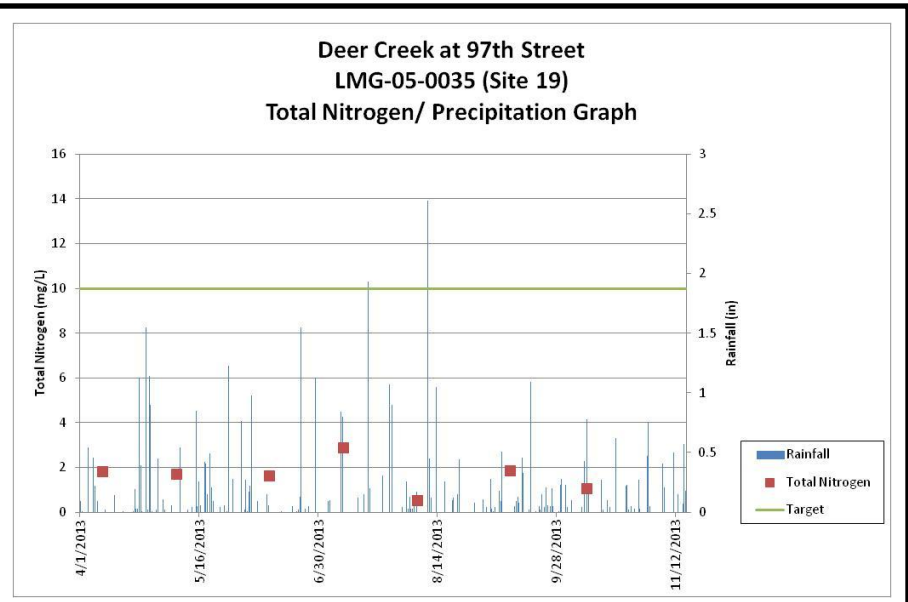 Deer Creek at 97th Street
LMG-05-0035 (Site 19)
Total Nitrogen/ Precipitation Graph
Total Nitrogen (mg/L)
16
14
12
10
8
6
4
2
0
3
2.5
2
1.5
1
0.5
0
Rainfall (in)
4/1/2013
5/16/2013
6/30/2013
8/14/2013
9/28/2013
11/12/2013
Rainfall
Total Nitrogen
Target